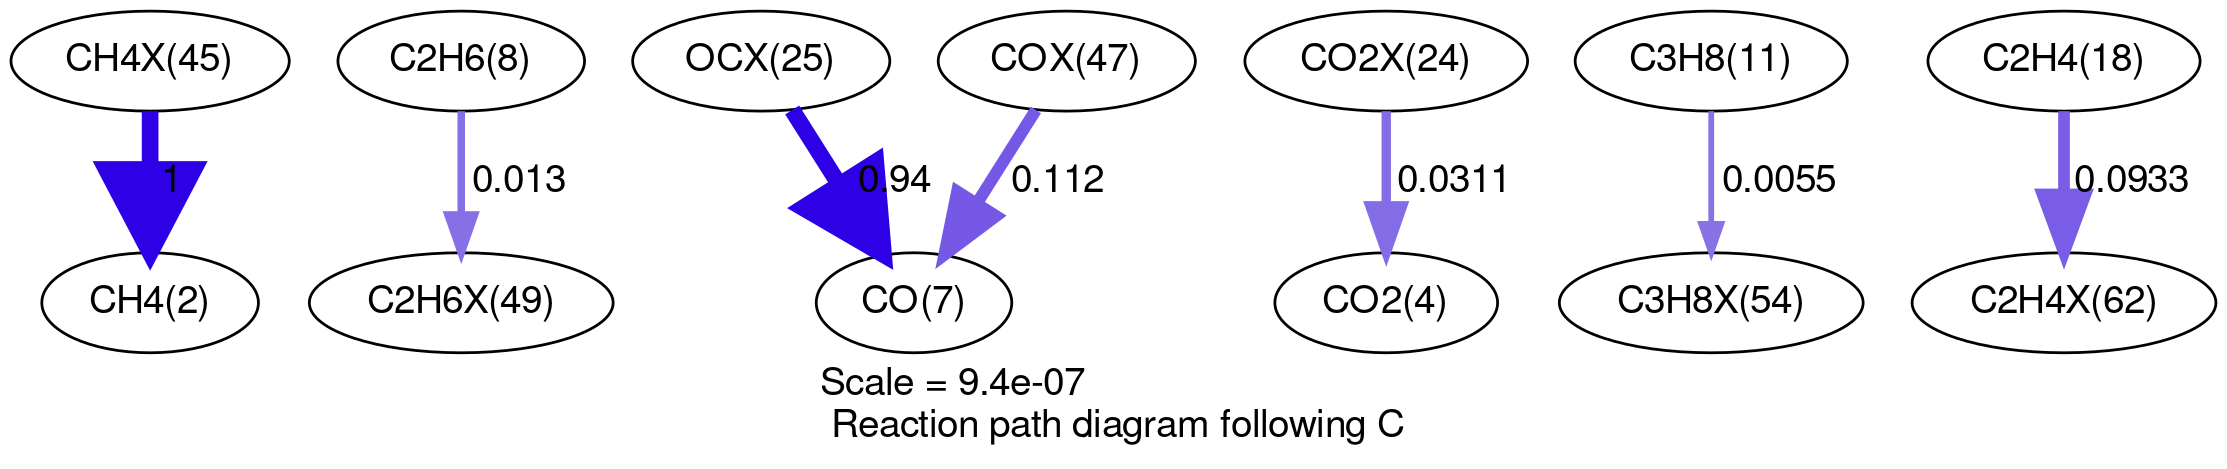 CH4X(45) C2H6(8) OCX(25) COX(47) CO2X(24) C3H8(11) C2H4(18)
1 0.013 0.94 0.112 0.0311 0.0055 0.0933
CH4(2) C2H6X(49) CO(7) CO2(4) C3H8X(54) C2H4X(62)
Scale = 9.4e-07
Reaction path diagram following C